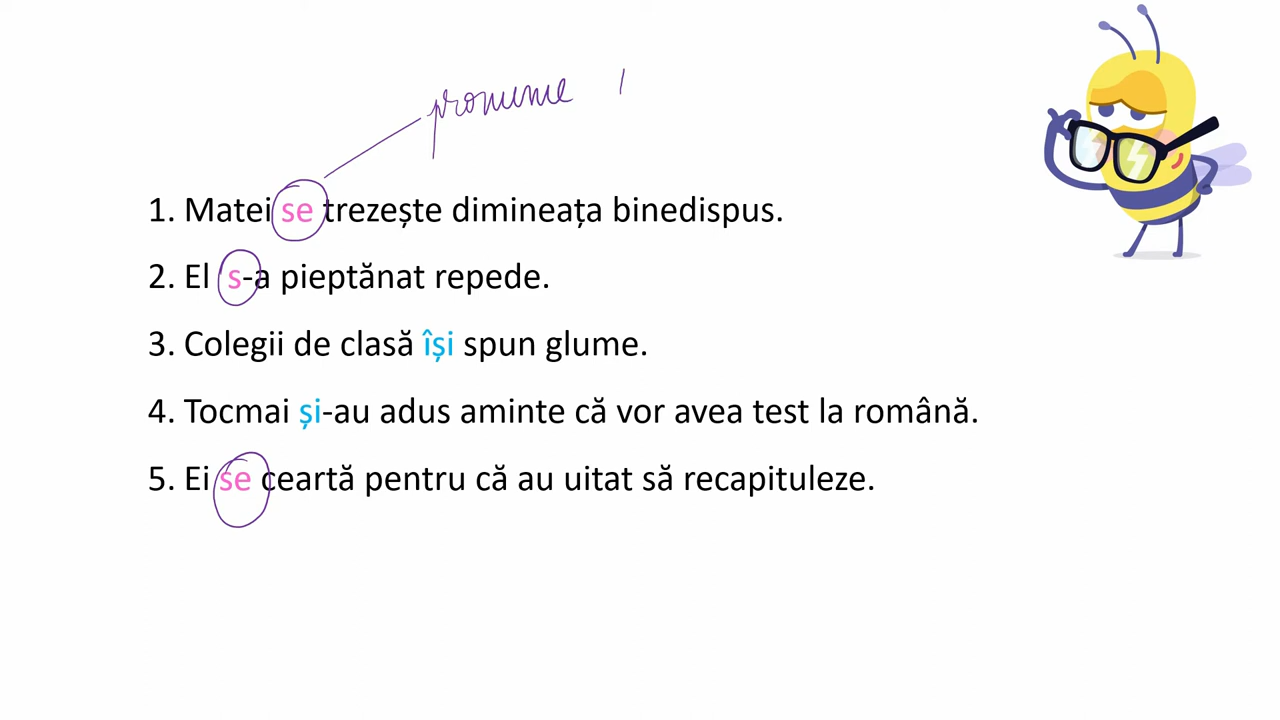 pronume
1. Matei se trezește dimineața binedispus.
2. El s-a pieptănat repede.
3. Colegii de clasă își spun glume.
4. Tocmai și-au adus aminte că vor avea test la română.
5. Ei se ceartă pentru că au uitat să recapituleze.